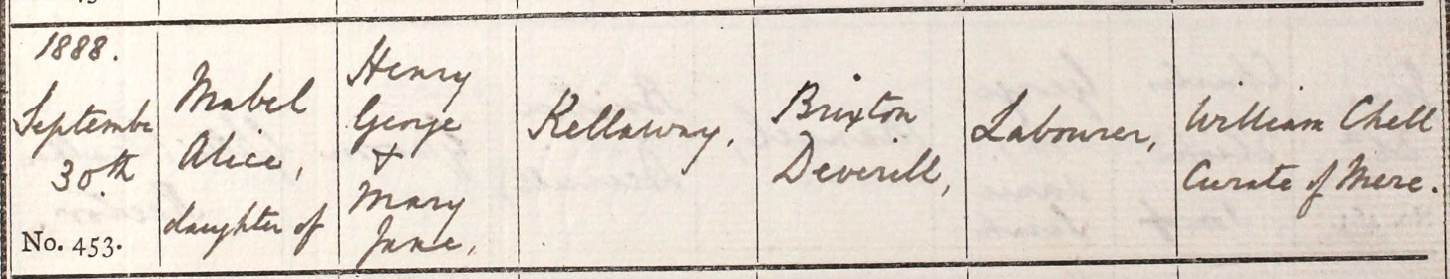 1888.
Septembe
30th
No. 453.
Mabel
Alice,
daughter of
Henry
George
+
Mary
Jane,
Kellaway,
Brixton
Deverill,
Labourer,
William Chell
Curate of Mere.